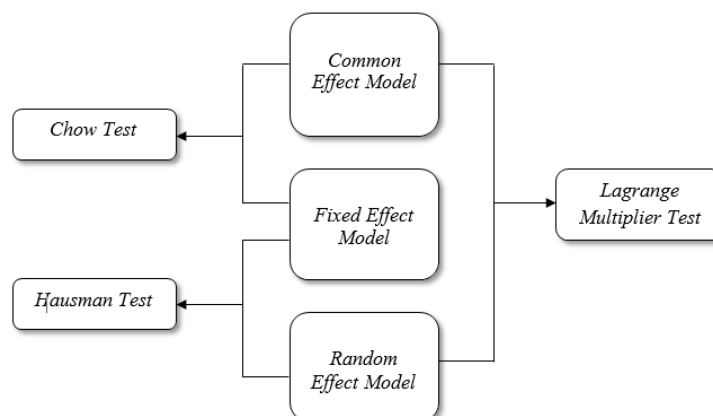 Common
Effect Model
Chow Test
Fixed Effect
Model
Lagrange
Multiplier Test
Hausman Test
Random
Effect Model